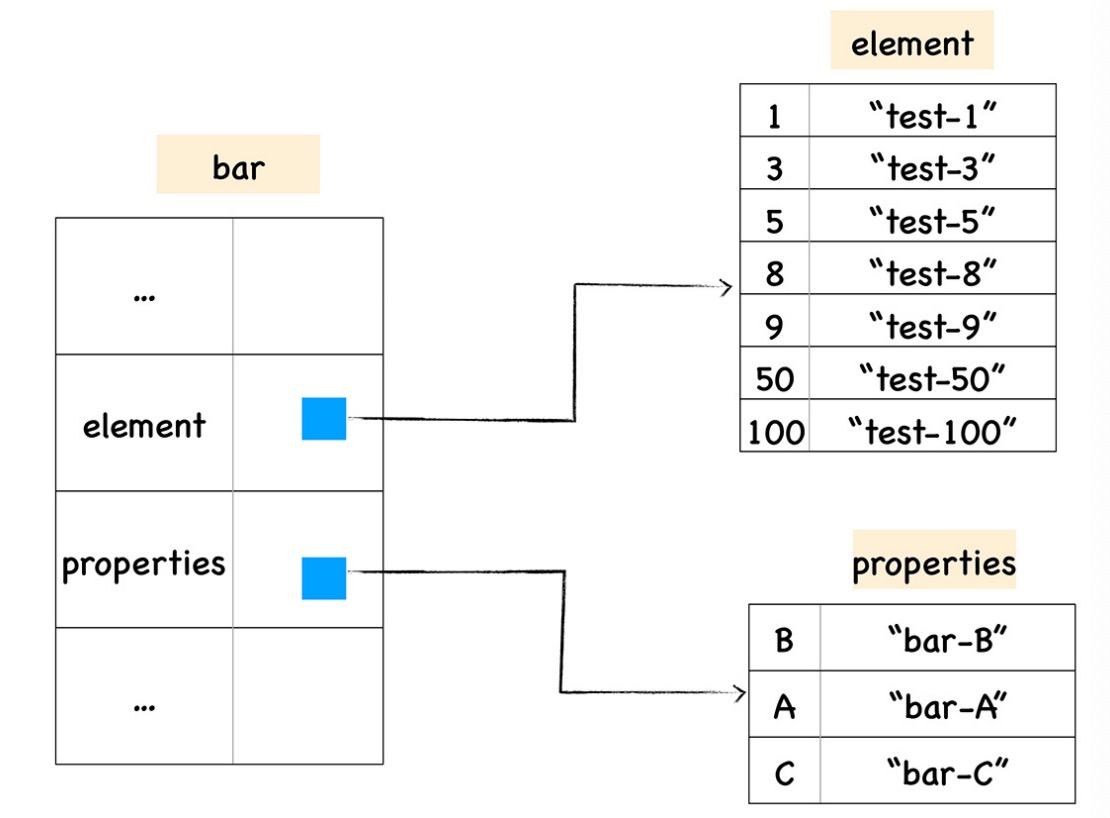 bar
...
element
properties
...
element
1 “test-1”
3 “test-3”
5 “test-5”
8 “test-8”
9 “test-9”
50 “test-50”
100 “test-100”
properties
B “bar-B”
A “bar-A”
C “bar-C”